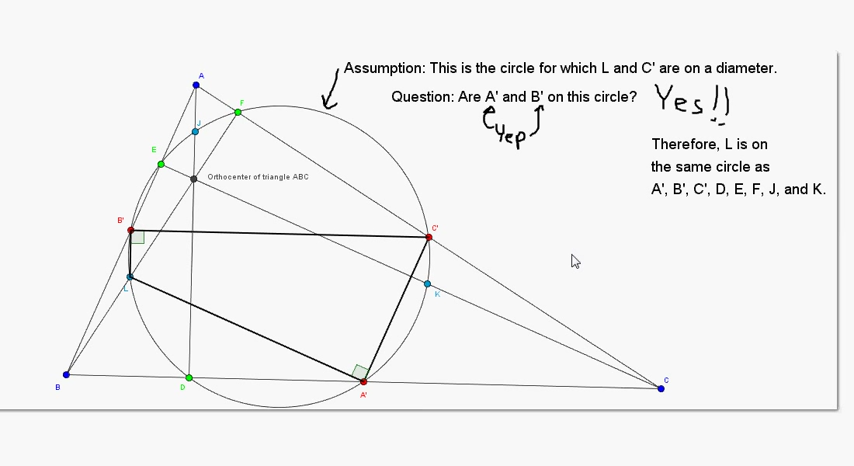 Assumption: This is the circle for which L and C' are on a diameter.
Question: Are A' and B' on this circle? Yes!!
Yep
Therefore, L is on
the same circle as
A', B', C', D, E, F, J, and K.
A
F
J
E
Orthocenter of triangle ABC
B'
C'
L
K
B
D
A'
C